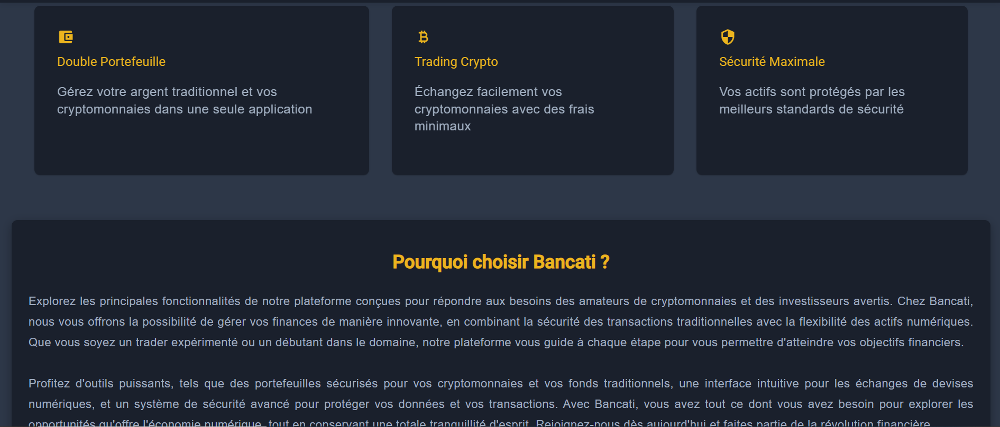 Double Portefeuille
Gérez votre argent traditionnel et vos
cryptomonnaies dans une seule application
Trading Crypto
Échangez facilement vos
cryptomonnaies avec des frais
minimaux
Sécurité Maximale
Vos actifs sont protégés par les
meilleurs standards de sécurité
Pourquoi choisir Bancati ?
Explorez les principales fonctionnalités de notre plateforme conçues pour répondre aux besoins des amateurs de cryptomonnaies et des investisseurs avertis. Chez Bancati,
nous vous offrons la possibilité de gérer vos finances de manière innovante, en combinant la sécurité des transactions traditionnelles avec la flexibilité des actifs numériques.
Que vous soyez un trader expérimenté ou un débutant dans le domaine, notre plateforme vous guide à chaque étape pour vous permettre d'atteindre vos objectifs financiers.
Profitez d'outils puissants, tels que des portefeuilles sécurisés pour vos cryptomonnaies et vos fonds traditionnels, une interface intuitive pour les échanges de devises
numériques, et un système de sécurité avancé pour protéger vos données et vos transactions. Avec Bancati, vous avez tout ce dont vous avez besoin pour explorer les
opportunités qu'offre l'économie numérique, tout en conservant une totale tranquillité d'esprit. Rejoignez-nous dès aujourd'hui et faites partie de la révolution financière.